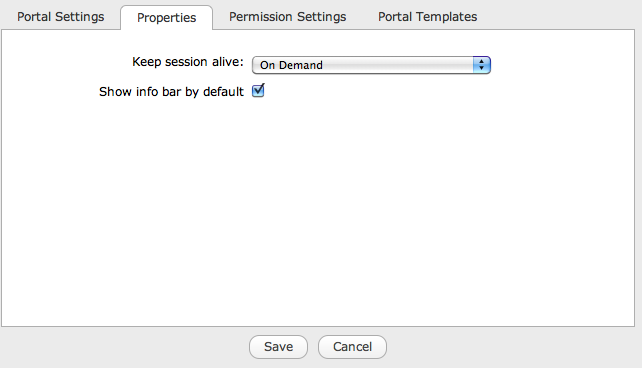 Portal Settings Properties Permission Settings Portal Templates
Keep session alive: On Demand
Show info bar by default
Save Cancel